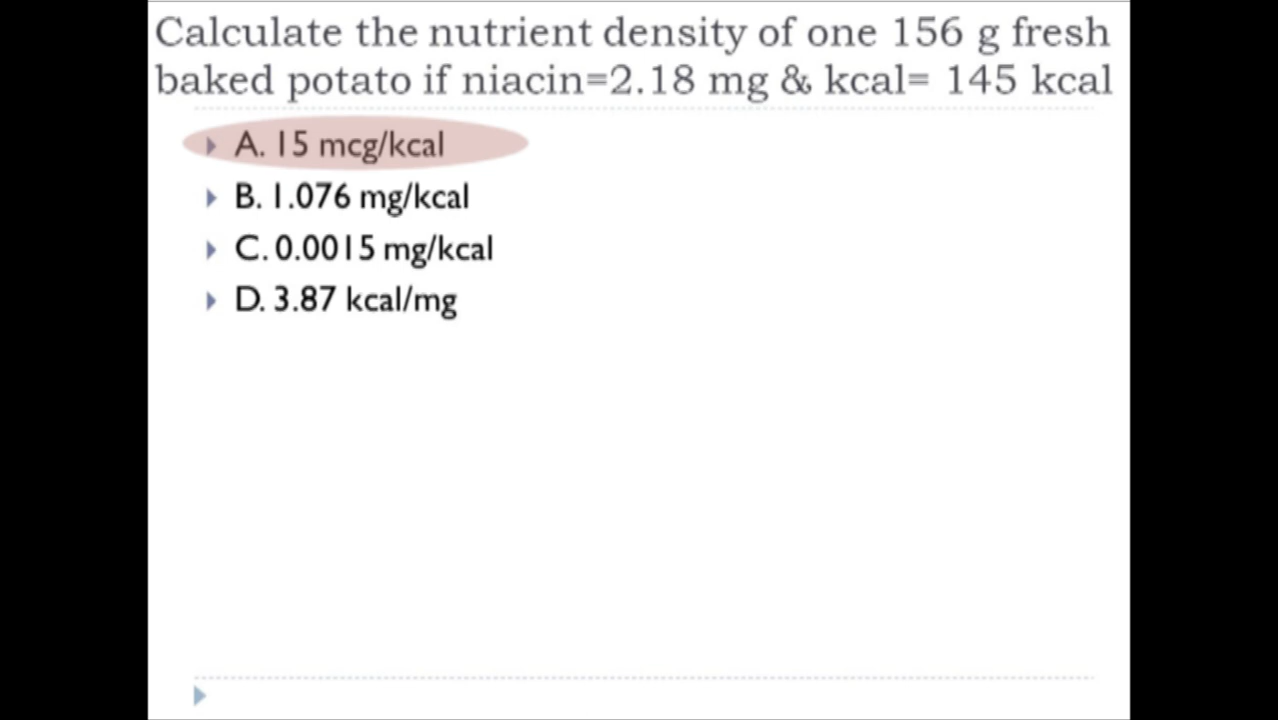 Calculate the nutrient density of one 156 g fresh
baked potato if niacin=2.18 mg & kcal= 145 kcal
A. 15 mcg/kcal
B. 1.076 mg/kcal
C. 0.0015 mg/kcal
D. 3.87 kcal/mg